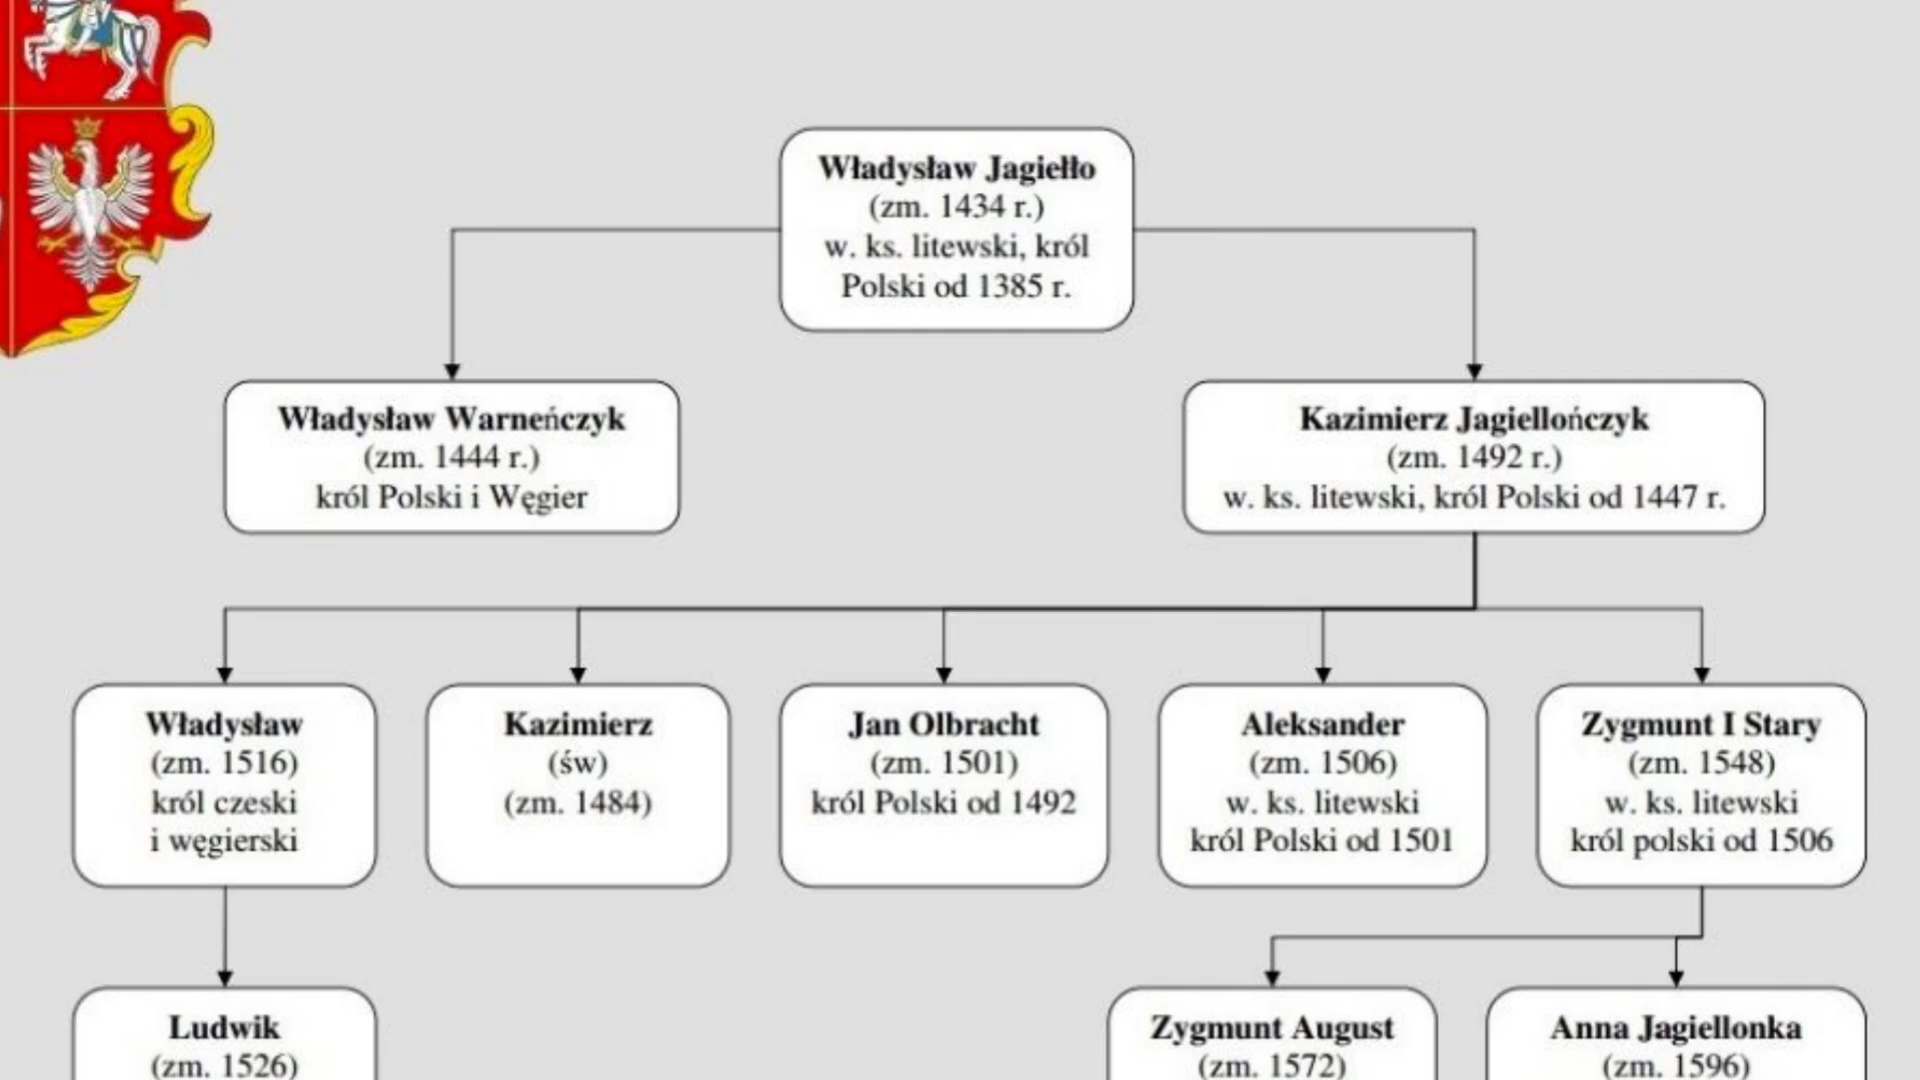 Władysław Jagiełło
(zm. 1434 r.)
w. ks. litewski, król
Polski od 1385 r.
Władysław Warneńczyk
(zm. 1444 r.)
król Polski i Węgier
Kazimierz Jagiellończyk
(zm. 1492 r.)
w. ks. litewski, król Polski od 1447 r.
Władysław
(zm. 1516)
król czeski
i węgierski
Kazimierz
(św)
(zm. 1484)
Jan Olbracht
(zm. 1501)
król Polski od 1492
Aleksander
(zm. 1506)
w. ks. litewski
król Polski od 1501
Zygmunt I Stary
(zm. 1548)
w. ks. litewski
król polski od 1506
Ludwik
(zm. 1526)
Zygmunt August
(zm. 1572)
Anna Jagiellonka
(zm. 1596)